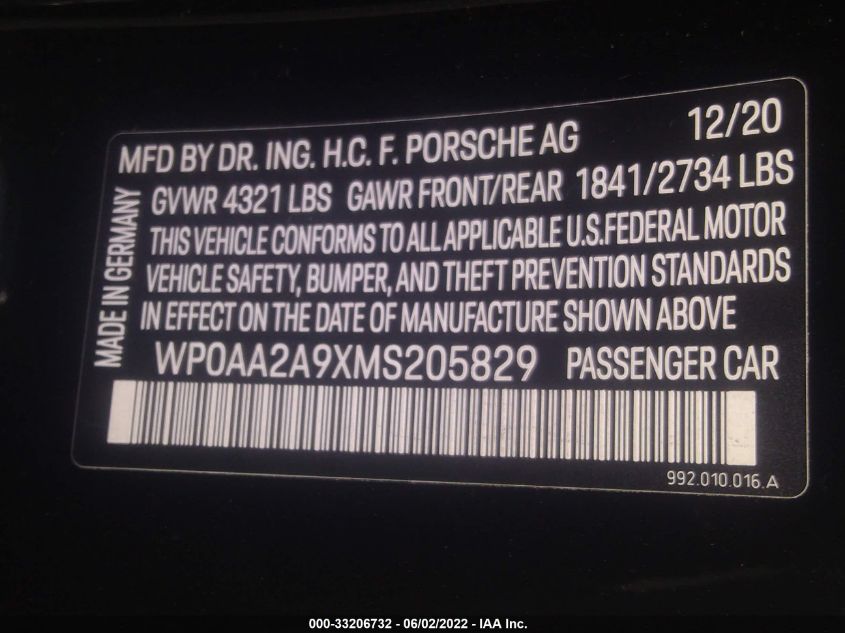 MFD BY DR. ING. H.C. F. PORSCHE AG 12/20
GVWR 4321 LBS GAWR FRONT/REAR 1841/2734 LBS
THIS VEHICLE CONFORMS TO ALL APPLICABLE U.S.FEDERAL MOTOR
VEHICLE SAFETY, BUMPER, AND THEFT PREVENTION STANDARDS
IN EFFECT ON THE DATE OF MANUFACTURE SHOWN ABOVE
MADE IN GERMANY
WP0AA2A9XMS205829 PASSENGER CAR
992.010.016.A
000-33206732 - 06/02/2022 - IAA Inc.